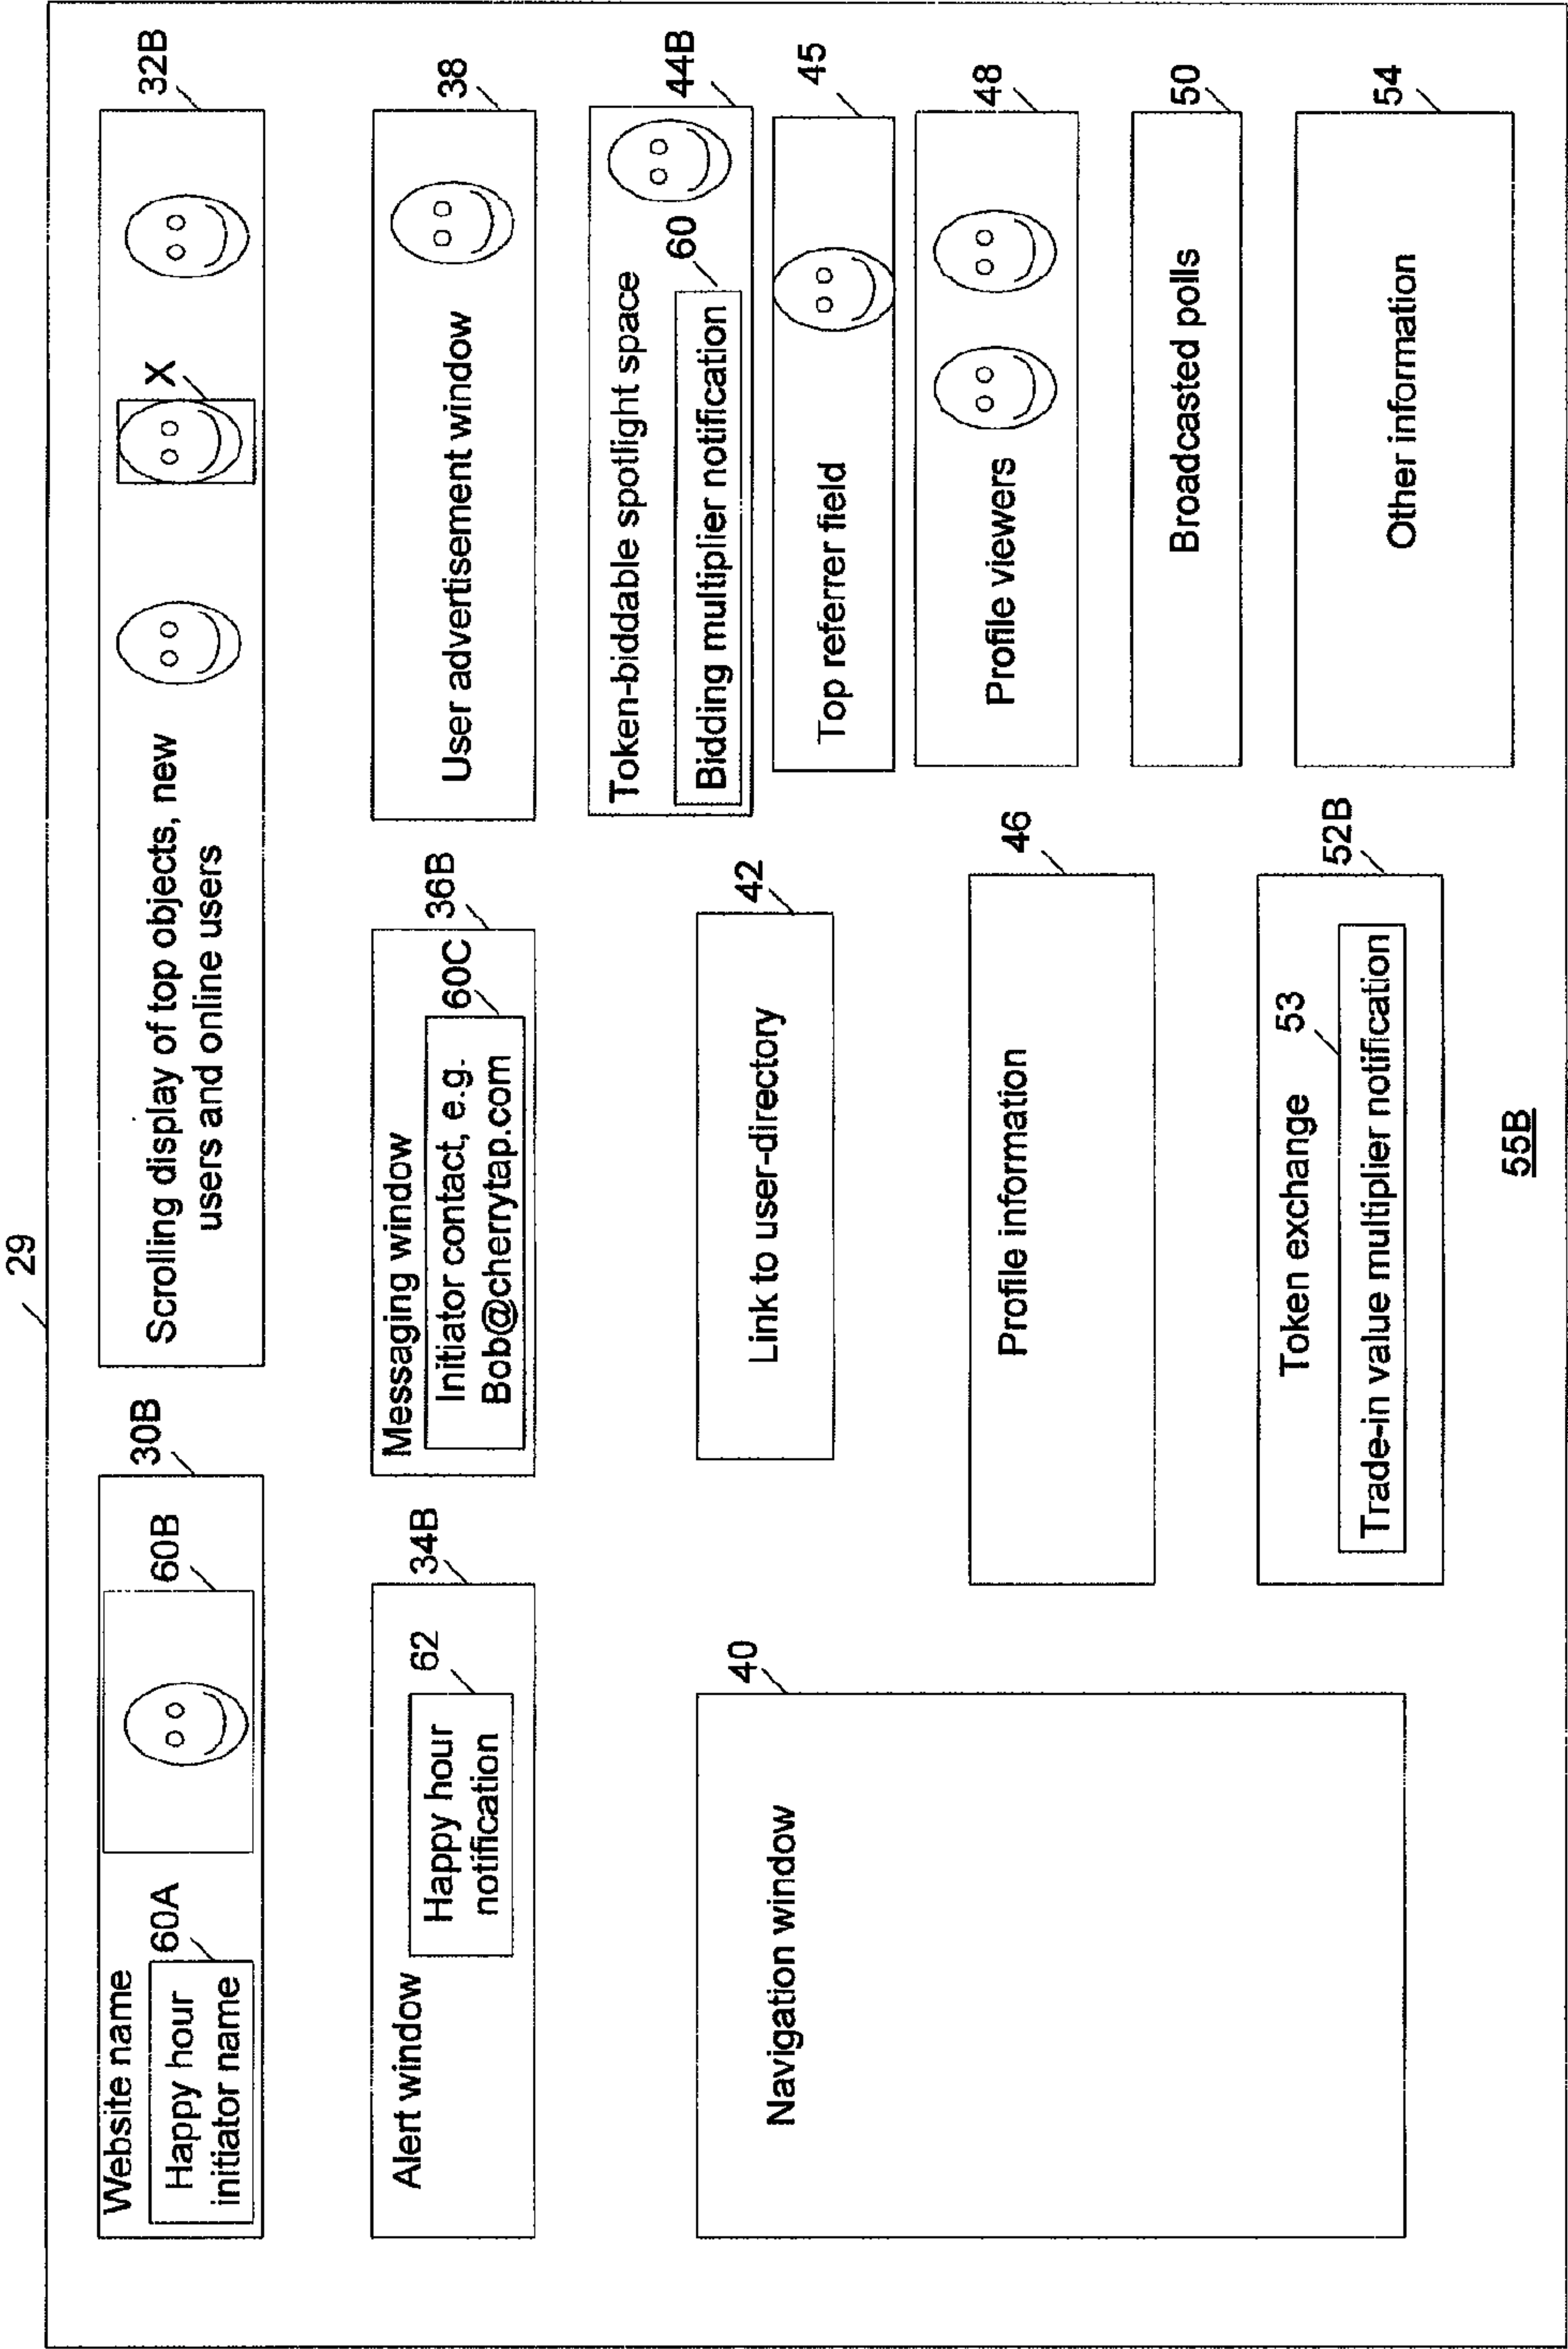 29
Website name
30B
Happy hour
initiator name
60A
60B
Scrolling display of top objects, new
users and online users
X
32B
Alert window
34B
Happy hour
notification
62
Messaging window
36B
Initiator contact, e.g.
Bob@cherrytap.com
60C
User advertisement window
38
Navigation window
40
Link to user-directory
42
Token-biddable spotlight space
44B
Bidding multiplier notification
60
Top referrer field
45
Profile information
46
Profile viewers
48
Broadcasted polls
50
Token exchange
52B
53
Trade-in value multiplier notification
Other information
54
55B